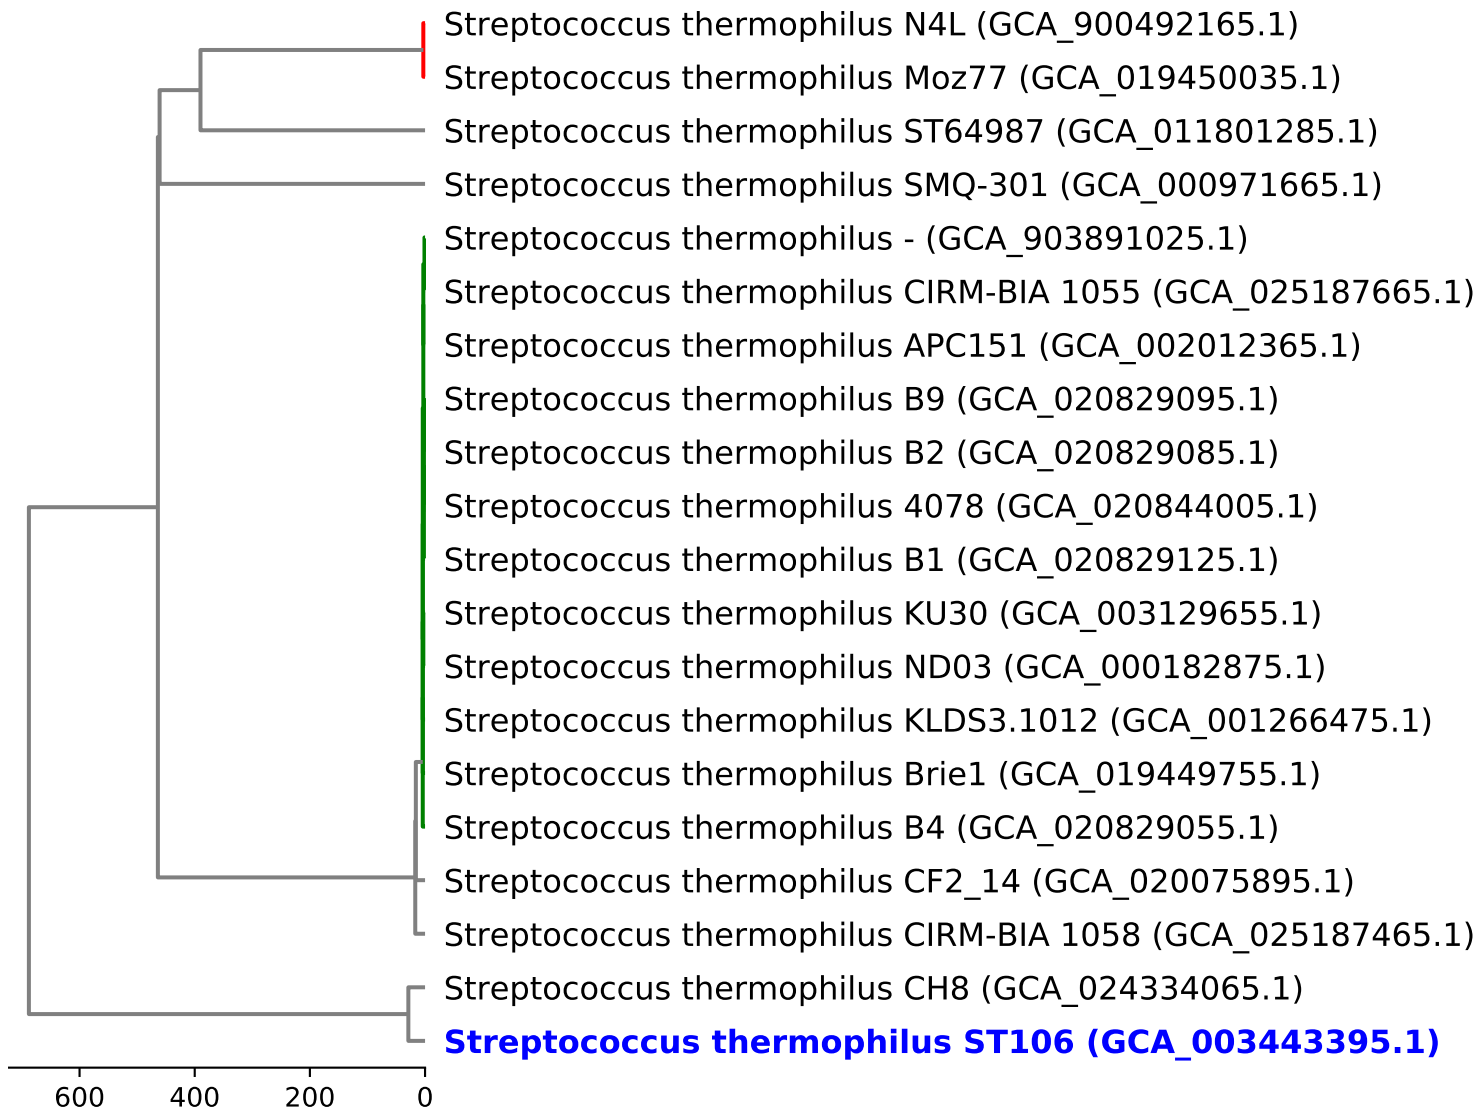 Streptococcus thermophilus N4L (GCA_900492165.1)
Streptococcus thermophilus Moz77 (GCA_019450035.1)
Streptococcus thermophilus ST64987 (GCA_011801285.1)
Streptococcus thermophilus SMQ-301 (GCA_000971665.1)
Streptococcus thermophilus - (GCA_903891025.1)
Streptococcus thermophilus CIRM-BIA 1055 (GCA_025187665.1)
Streptococcus thermophilus APC151 (GCA_002012365.1)
Streptococcus thermophilus B9 (GCA_020829095.1)
Streptococcus thermophilus B2 (GCA_020829085.1)
Streptococcus thermophilus 4078 (GCA_020844005.1)
Streptococcus thermophilus B1 (GCA_020829125.1)
Streptococcus thermophilus KU30 (GCA_003129655.1)
Streptococcus thermophilus ND03 (GCA_000182875.1)
Streptococcus thermophilus KLDS3.1012 (GCA_001266475.1)
Streptococcus thermophilus Brie1 (GCA_019449755.1)
Streptococcus thermophilus B4 (GCA_020829055.1)
Streptococcus thermophilus CF2_14 (GCA_020075895.1)
Streptococcus thermophilus CIRM-BIA 1058 (GCA_025187465.1)
Streptococcus thermophilus CH8 (GCA_024334065.1)
Streptococcus thermophilus ST106 (GCA_003443395.1)
600 400 200 0